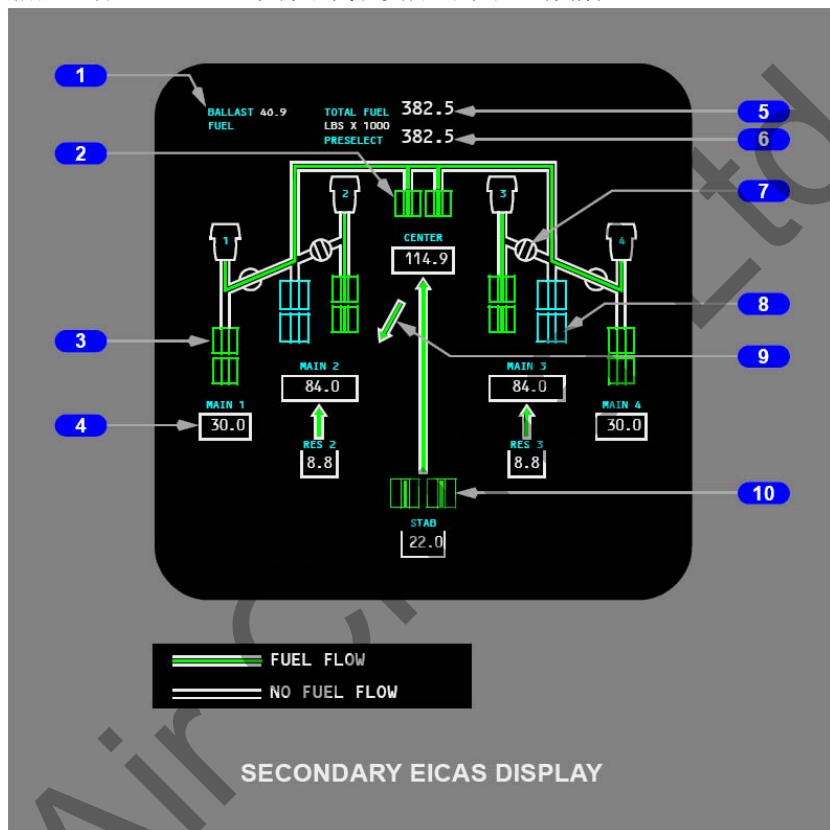 1
BALLAST 40.9
FUEL
TOTAL FUEL 382.5
LBS X 1000
PRESELECT 382.5
5
6
2
2
3
7
1
4
CENTER
114.9
8
3
9
MAIN 2
84.0
MAIN 3
84.0
MAIN 1
30.0
MAIN 4
30.0
4
RES 2
8.8
RES 3
8.8
10
STAB
22.0
FUEL FLOW
NO FUEL FLOW
SECONDARY EICAS DISPLAY
Ltd
Air